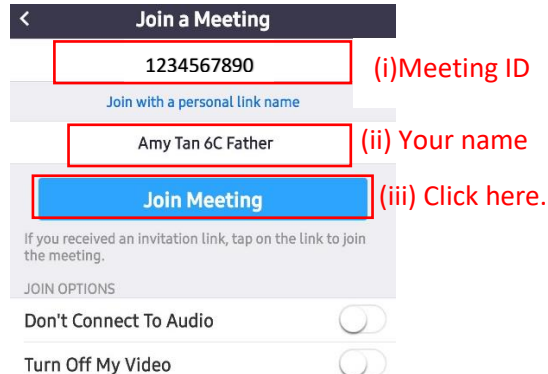 Join a Meeting
1234567890
(i)Meeting ID
Join with a personal link name
Amy Tan 6C Father
(ii) Your name
Join Meeting
(iii) Click here.
If you received an invitation link, tap on the link to join
the meeting.
JOIN OPTIONS
Don't Connect To Audio
Turn Off My Video